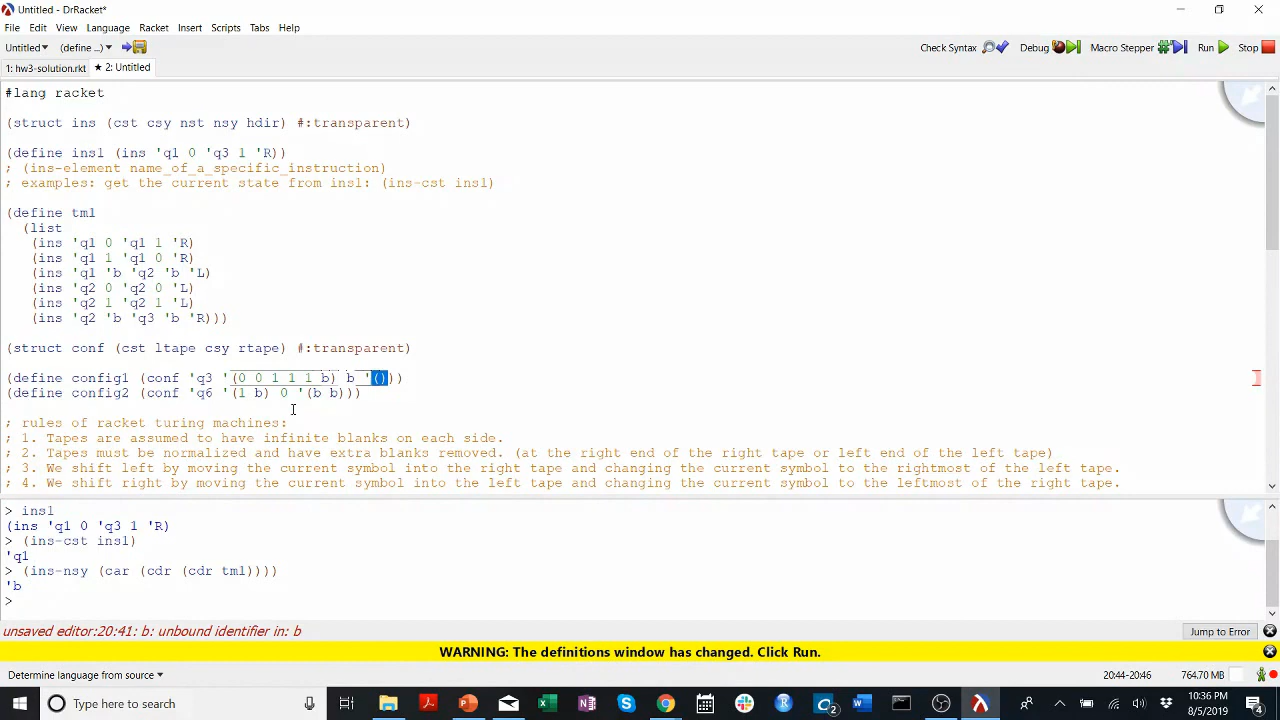 Untitled - DrRacket*
File Edit View Language Racket Insert Scripts Tabs Help
Untitled▾ (define ...)▾ Check Syntax Debug Macro Stepper Run Stop
1: hw3-solution.rkt ★ 2: Untitled
#lang racket
(struct ins (cst csy nst nsy hdir) #:transparent)
(define ins1 (ins 'q1 0 'q3 1 'R))
; (ins-element name_of_a_specific_instruction)
; examples: get the current state from ins1: (ins-cst ins1)
(define tm1
(list
(ins 'q1 0 'q1 1 'R)
(ins 'q1 1 'q1 0 'R)
(ins 'q1 'b 'q2 'b 'L)
(ins 'q2 0 'q2 0 'L)
(ins 'q2 1 'q2 1 'L)
(ins 'q2 'b 'q3 'b 'R)))
(struct conf (cst ltape csy rtape) #:transparent)
(define config1 (conf 'q3 '(0 0 1 1 1 b) b '()))
(define config2 (conf 'q6 '(1 b) 0 '(b b)))
; rules of racket turing machines:
; 1. Tapes are assumed to have infinite blanks on each side.
; 2. Tapes must be normalized and have extra blanks removed. (at the right end of the right tape or left end of the left tape)
; 3. We shift left by moving the current symbol into the right tape and changing the current symbol to the rightmost of the left tape.
; 4. We shift right by moving the current symbol into the left tape and changing the current symbol to the leftmost of the right tape.
> ins1
(ins 'q1 0 'q3 1 'R)
> (ins-cst ins1)
'q1
> (ins-nsy (car (cdr (cdr tm1))))
'b
>
unsaved editor:20:41: b: unbound identifier in: b Jump to Error
WARNING: The definitions window has changed. Click Run.
Determine language from source▾ 20:44-20:46 764.70 MB
Type here to search
10:36 PM
8/5/2019